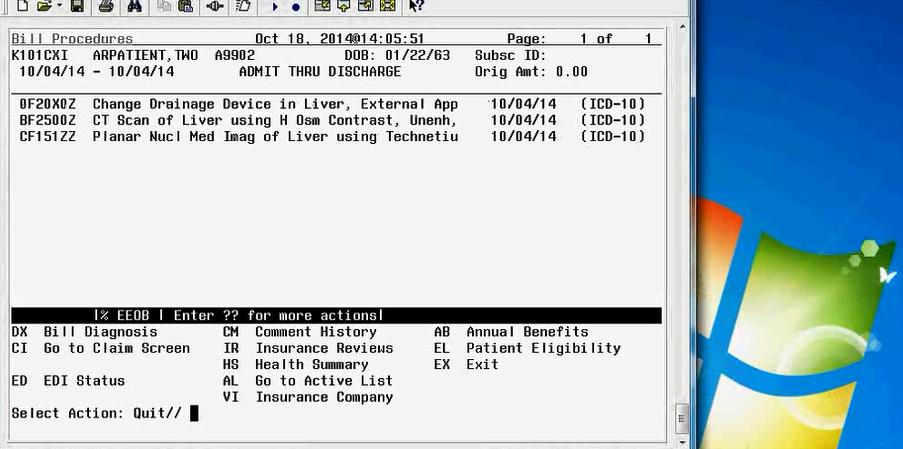 Bill Procedures Oct 18, 2014@14:05:51 Page: 1 of 1
K101CXI ARPATIENT,TWO A9902 DOB: 01/22/63 Subsc ID:
10/04/14 - 10/04/14 ADMIT THRU DISCHARGE Orig Amt: 0.00
0F20X0Z Change Drainage Device in Liver, External App 10/04/14 (ICD-10)
BF2500Z CT Scan of Liver using H Osm Contrast, Unenh, 10/04/14 (ICD-10)
CF151ZZ Planar Nucl Med Imag of Liver using Technetiu 10/04/14 (ICD-10)
|% EEOB | Enter ?? for more actions|
DX Bill Diagnosis CM Comment History AB Annual Benefits
CI Go to Claim Screen IR Insurance Reviews EL Patient Eligibility
HS Health Summary EX Exit
ED EDI Status AL Go to Active List
VI Insurance Company
Select Action: Quit//